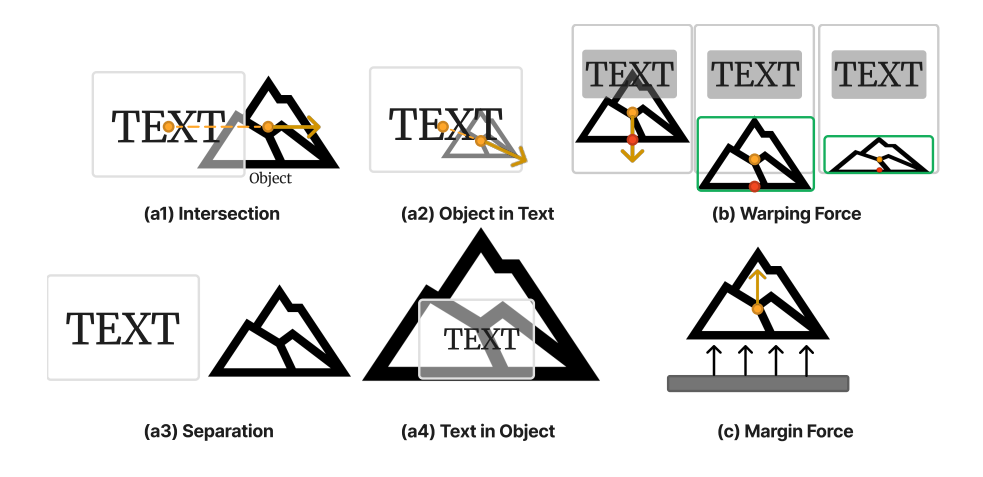 TEXT
Object
(a1) Intersection
TEXT
(a2) Object in Text
TEXT
TEXT
TEXT
(b) Warping Force
TEXT
(a3) Separation
TEXT
(a4) Text in Object
(c) Margin Force